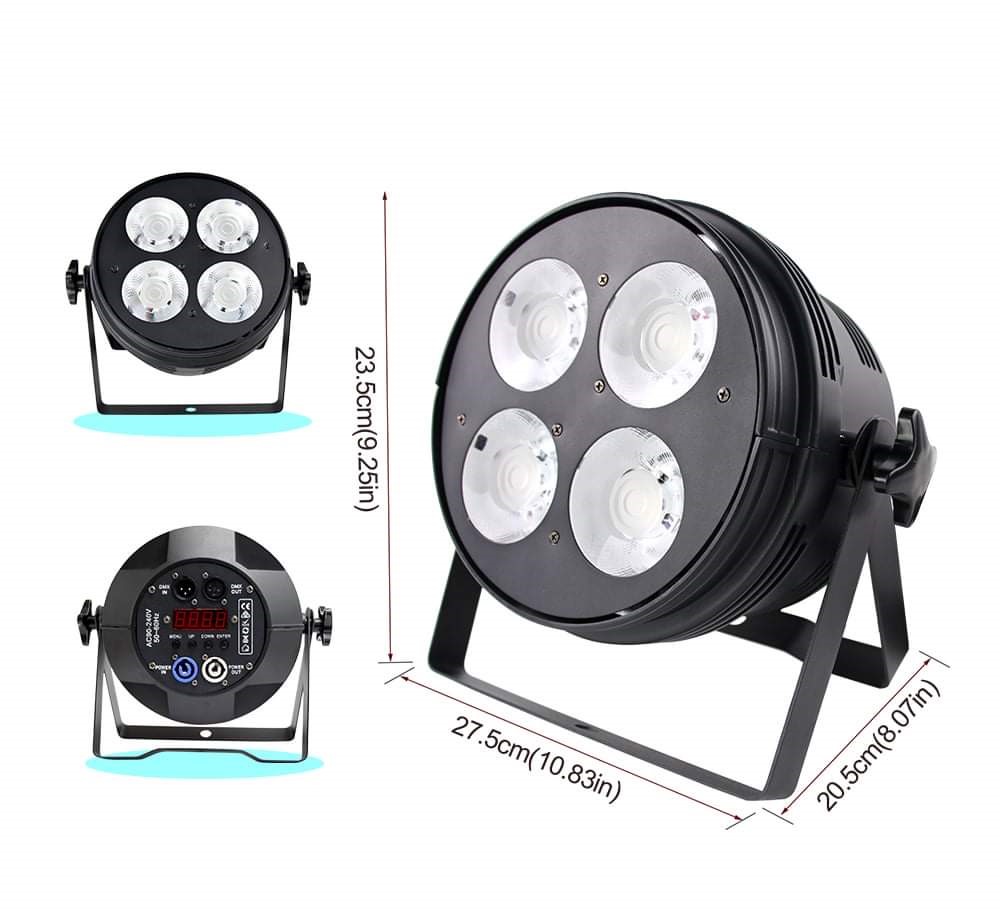 23.5cm(9.25in)
27.5cm(10.83in)
20.5cm(8.07in)
DMX IN
DMX OUT
AC90-240V
50-60Hz
MENU UP DOWN ENTER
POWER IN
POWER OUT